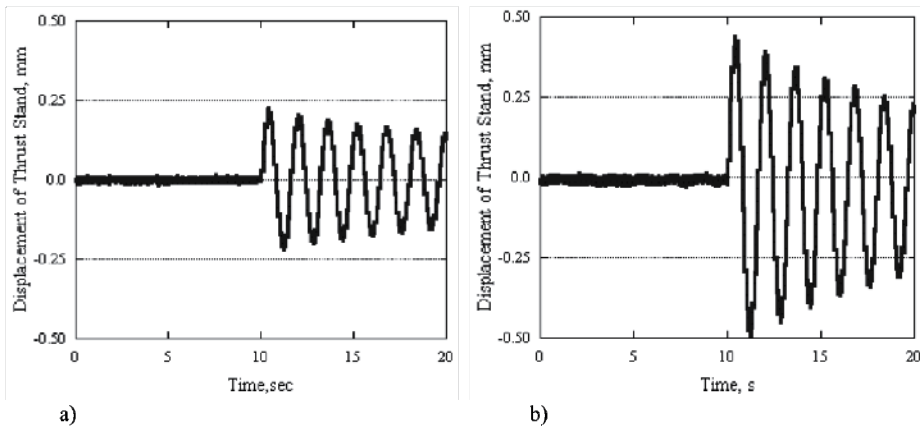 0.50
0.25
0.0
-0.25
-0.50
Displacement of Thrust Stand, mm
0 5 10 15 20
Time,sec
a)
0.50
0.25
0.0
-0.25
-0.50
Displacement of Thrust Stand, mm
0 5 10 15 20
Time, s
b)